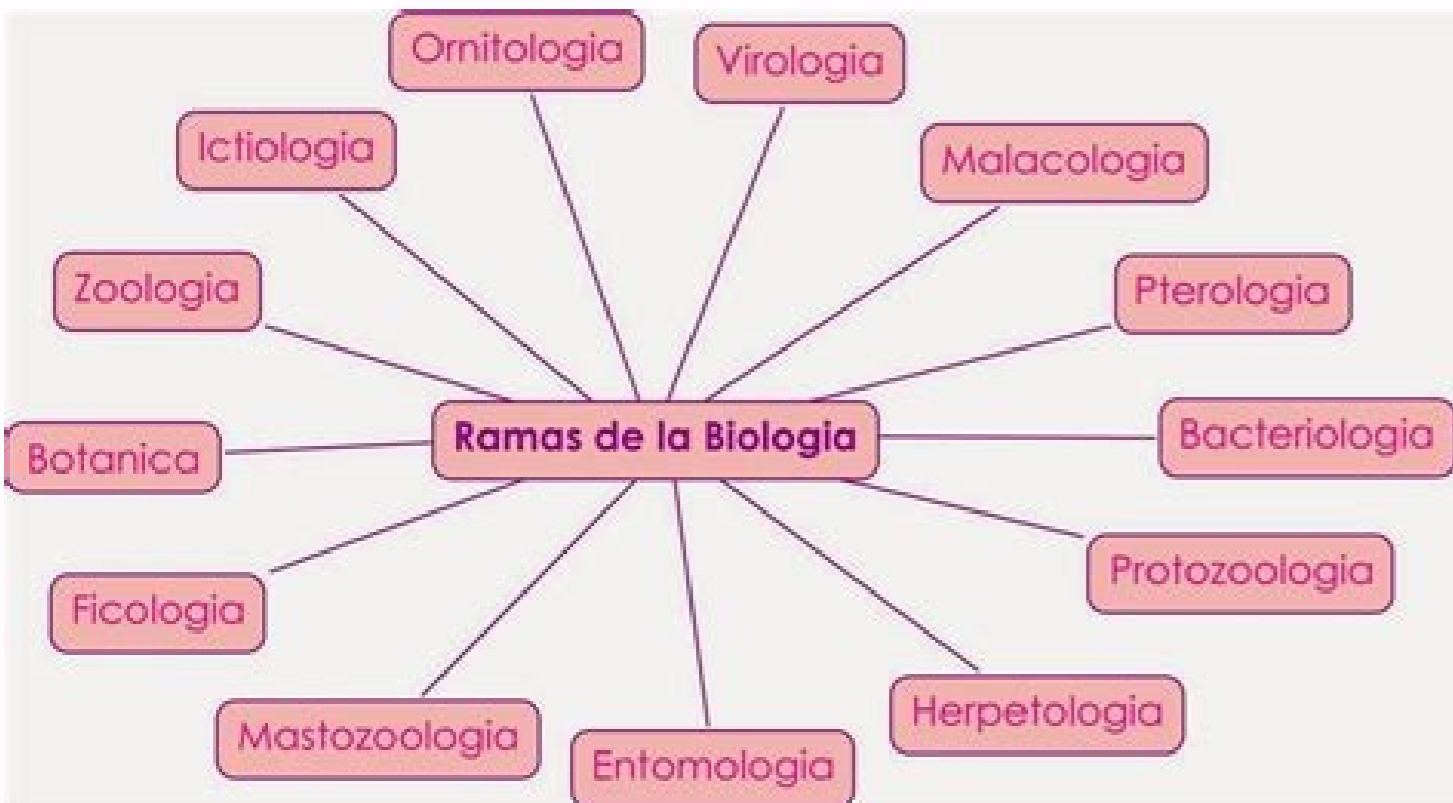 Ornitologia
Virologia
Ictiologia
Malacologia
Zoologia
Pterologia
Ramas de la Biologia
Botanica
Bacteriologia
Ficologia
Protozoologia
Mastozoologia
Herpetologia
Entomologia